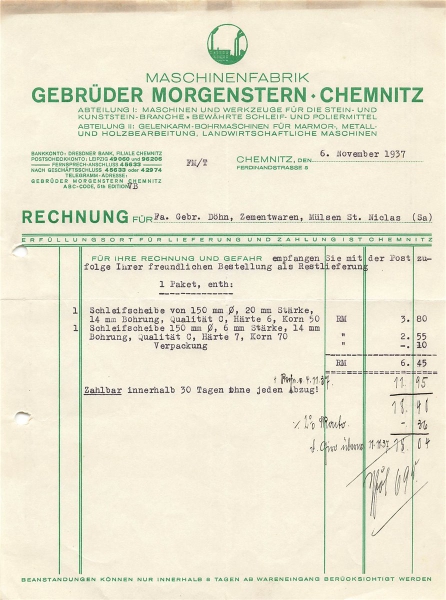 MASCHINENFABRIK
GEBRÜDER MORGENSTERN · CHEMNITZ
ABTEILUNG I: MASCHINEN UND WERKZEUGE FÜR DIE STEIN- UND
KUNSTSTEIN-BRANCHE • BEWÄHRTE SCHLEIF- UND POLIERMITTEL
ABTEILUNG II: GELENKARM-BOHRMASCHINEN FÜR MARMOR-, METALL-
UND HOLZBEARBEITUNG, LANDWIRTSCHAFTLICHE MASCHINEN
BANKKONTO: DRESDNER BANK, FILIALE CHEMNITZ
POSTSCHECKKONTO: LEIPZIG 49060 und 96206
FERNSPRECH-ANSCHLUSS 45633
NACH GESCHÄFTSSCHLUSS 45633 oder 42974
TELEGRAMM-ADRESSE:
GEBRÜDER MORGENSTERN CHEMNITZ
ABC-CODE, 5te EDITION
FM/T
CHEMNITZ, DEN 6. November 1937
FERDINANDSTRASSE 5
RECHNUNG FÜR Fa. Gebr. Böhn, Zementwaren, Mülsen St. Niclas (Sa)
ERFÜLLUNGSORT FÜR LIEFERUNG UND ZAHLUNG IST CHEMNITZ
FÜR IHRE RECHNUNG UND GEFAHR empfangen Sie mit der Post zu-
folge Ihrer freundlichen Bestellung als Restlieferung
1 Paket, enth:
1 Schleifscheibe von 150 mm Ø, 20 mm Stärke,
14 mm Bohrung, Qualität C, Härte 6, Korn 50 RM 3. 80
1 Schleifscheibe 150 mm Ø, 6 mm Stärke, 14 mm
Bohrung, Qualität C, Härte 7, Korn 70 " 2. 55
Verpackung " -. 10
RM 6. 45
11 95
Zahlbar innerhalb 30 Tagen ohne jeden Abzug!
18 40
2% - 36
18 04
695
BEANSTANDUNGEN KÖNNEN NUR INNERHALB 8 TAGEN AB WARENEINGANG BERÜCKSICHTIGT WERDEN